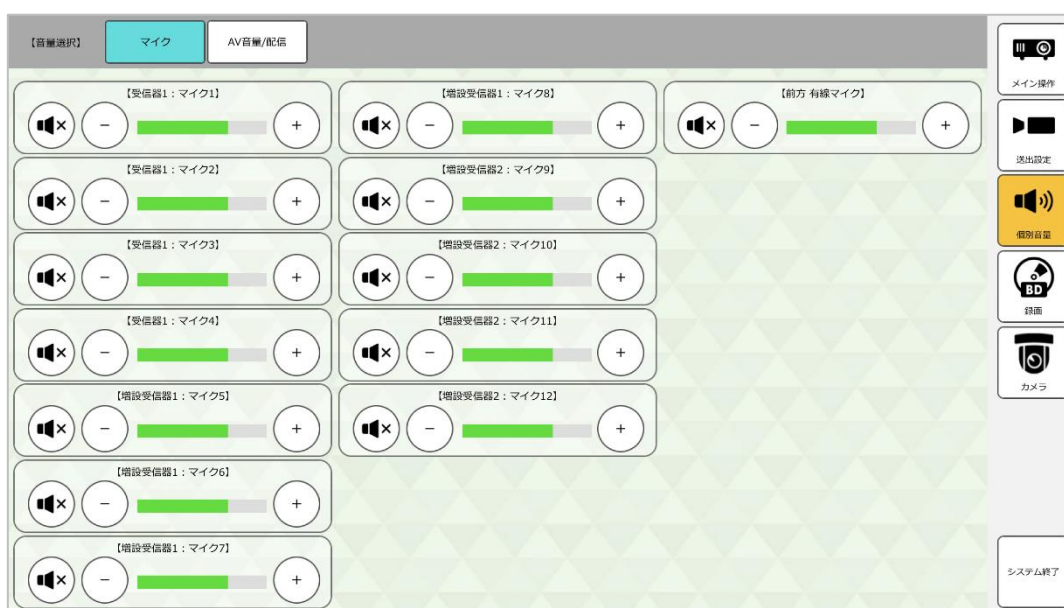 【音量選択】
マイク
AV音量/配信
【受信器1：マイク1】
【受信器1：マイク2】
【受信器1：マイク3】
【受信器1：マイク4】
【増設受信器1：マイク5】
【増設受信器1：マイク6】
【増設受信器1：マイク7】
【増設受信器1：マイク8】
【増設受信器2：マイク9】
【増設受信器2：マイク10】
【増設受信器2：マイク11】
【増設受信器2：マイク12】
【前方 有線マイク】
メイン操作
送出設定
個別音量
BD
録画
カメラ
システム終了